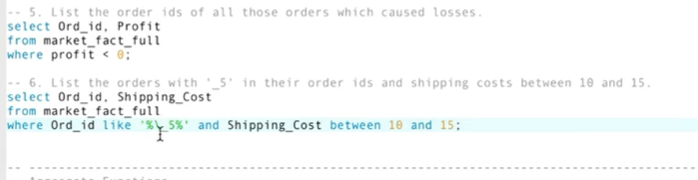 -- 5. List the order ids of all those orders which caused losses.
select Ord_id, Profit
from market_fact_full
where profit < 0;
-- 6. List the orders with '_5' in their order ids and shipping costs between 10 and 15.
select Ord_id, Shipping_Cost
from market_fact_full
where Ord_id like '%\_5%' and Shipping_Cost between 10 and 15;
-- Aggregate Functions